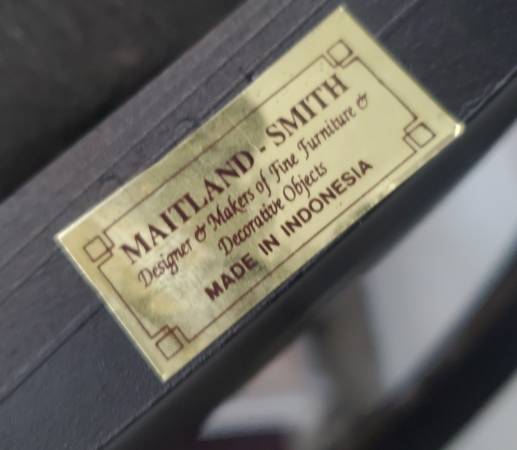 MAITLAND - SMITH
Designer & Makers of Fine Furniture &
Decorative Objects
MADE IN INDONESIA